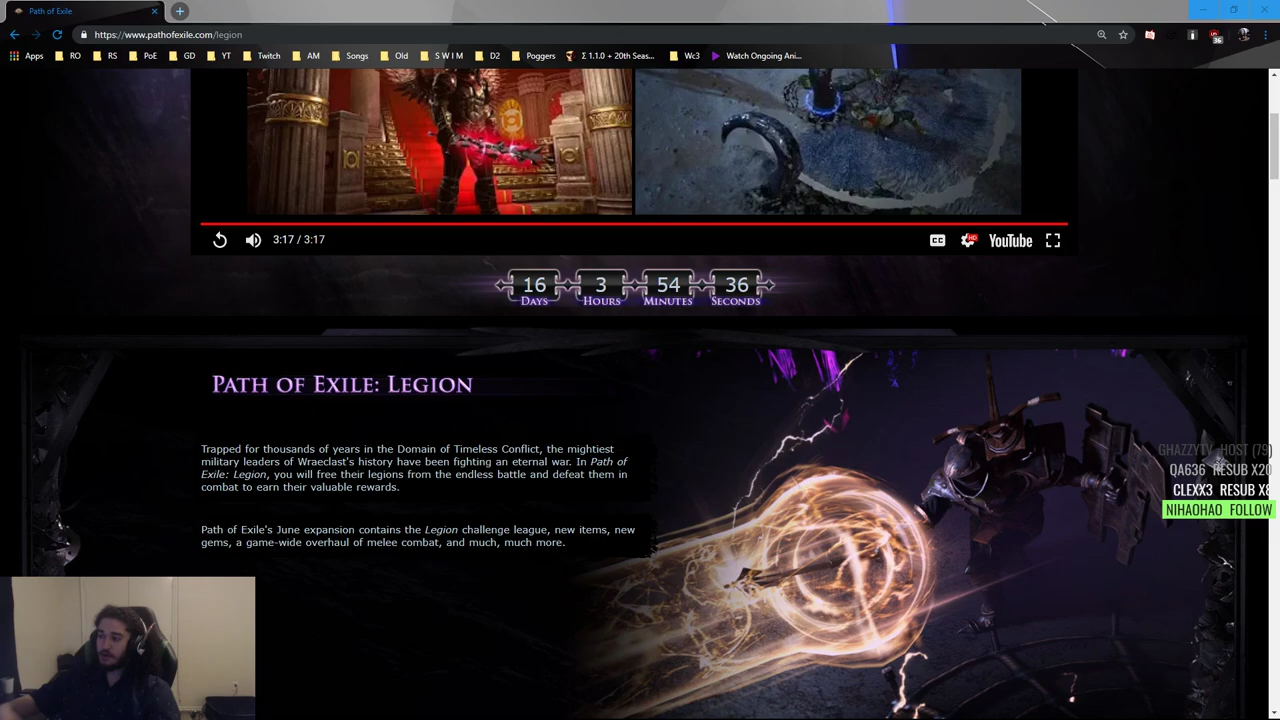 Path of Exile
https://www.pathofexile.com/legion
Apps RO RS PoE GD YT Twitch AM Songs Old S W I M D2 Poggers Σ 1.1.0 + 20th Seas... Wc3 Watch Ongoing Ani...
3:17 / 3:17
CC HD YouTube
16 3 54 36
Days Hours Minutes Seconds
Path of Exile: Legion
Trapped for thousands of years in the Domain of Timeless Conflict, the mightiest
military leaders of Wraeclast's history have been fighting an eternal war. In Path of
Exile: Legion, you will free their legions from the endless battle and defeat them in
combat to earn their valuable rewards.
Path of Exile's June expansion contains the Legion challenge league, new items, new
gems, a game-wide overhaul of melee combat, and much, much more.
GHAZZYTV HOST (79)
QA636 RESUB X20
CLEXX3 RESUB X8
NIHAOHAO FOLLOW